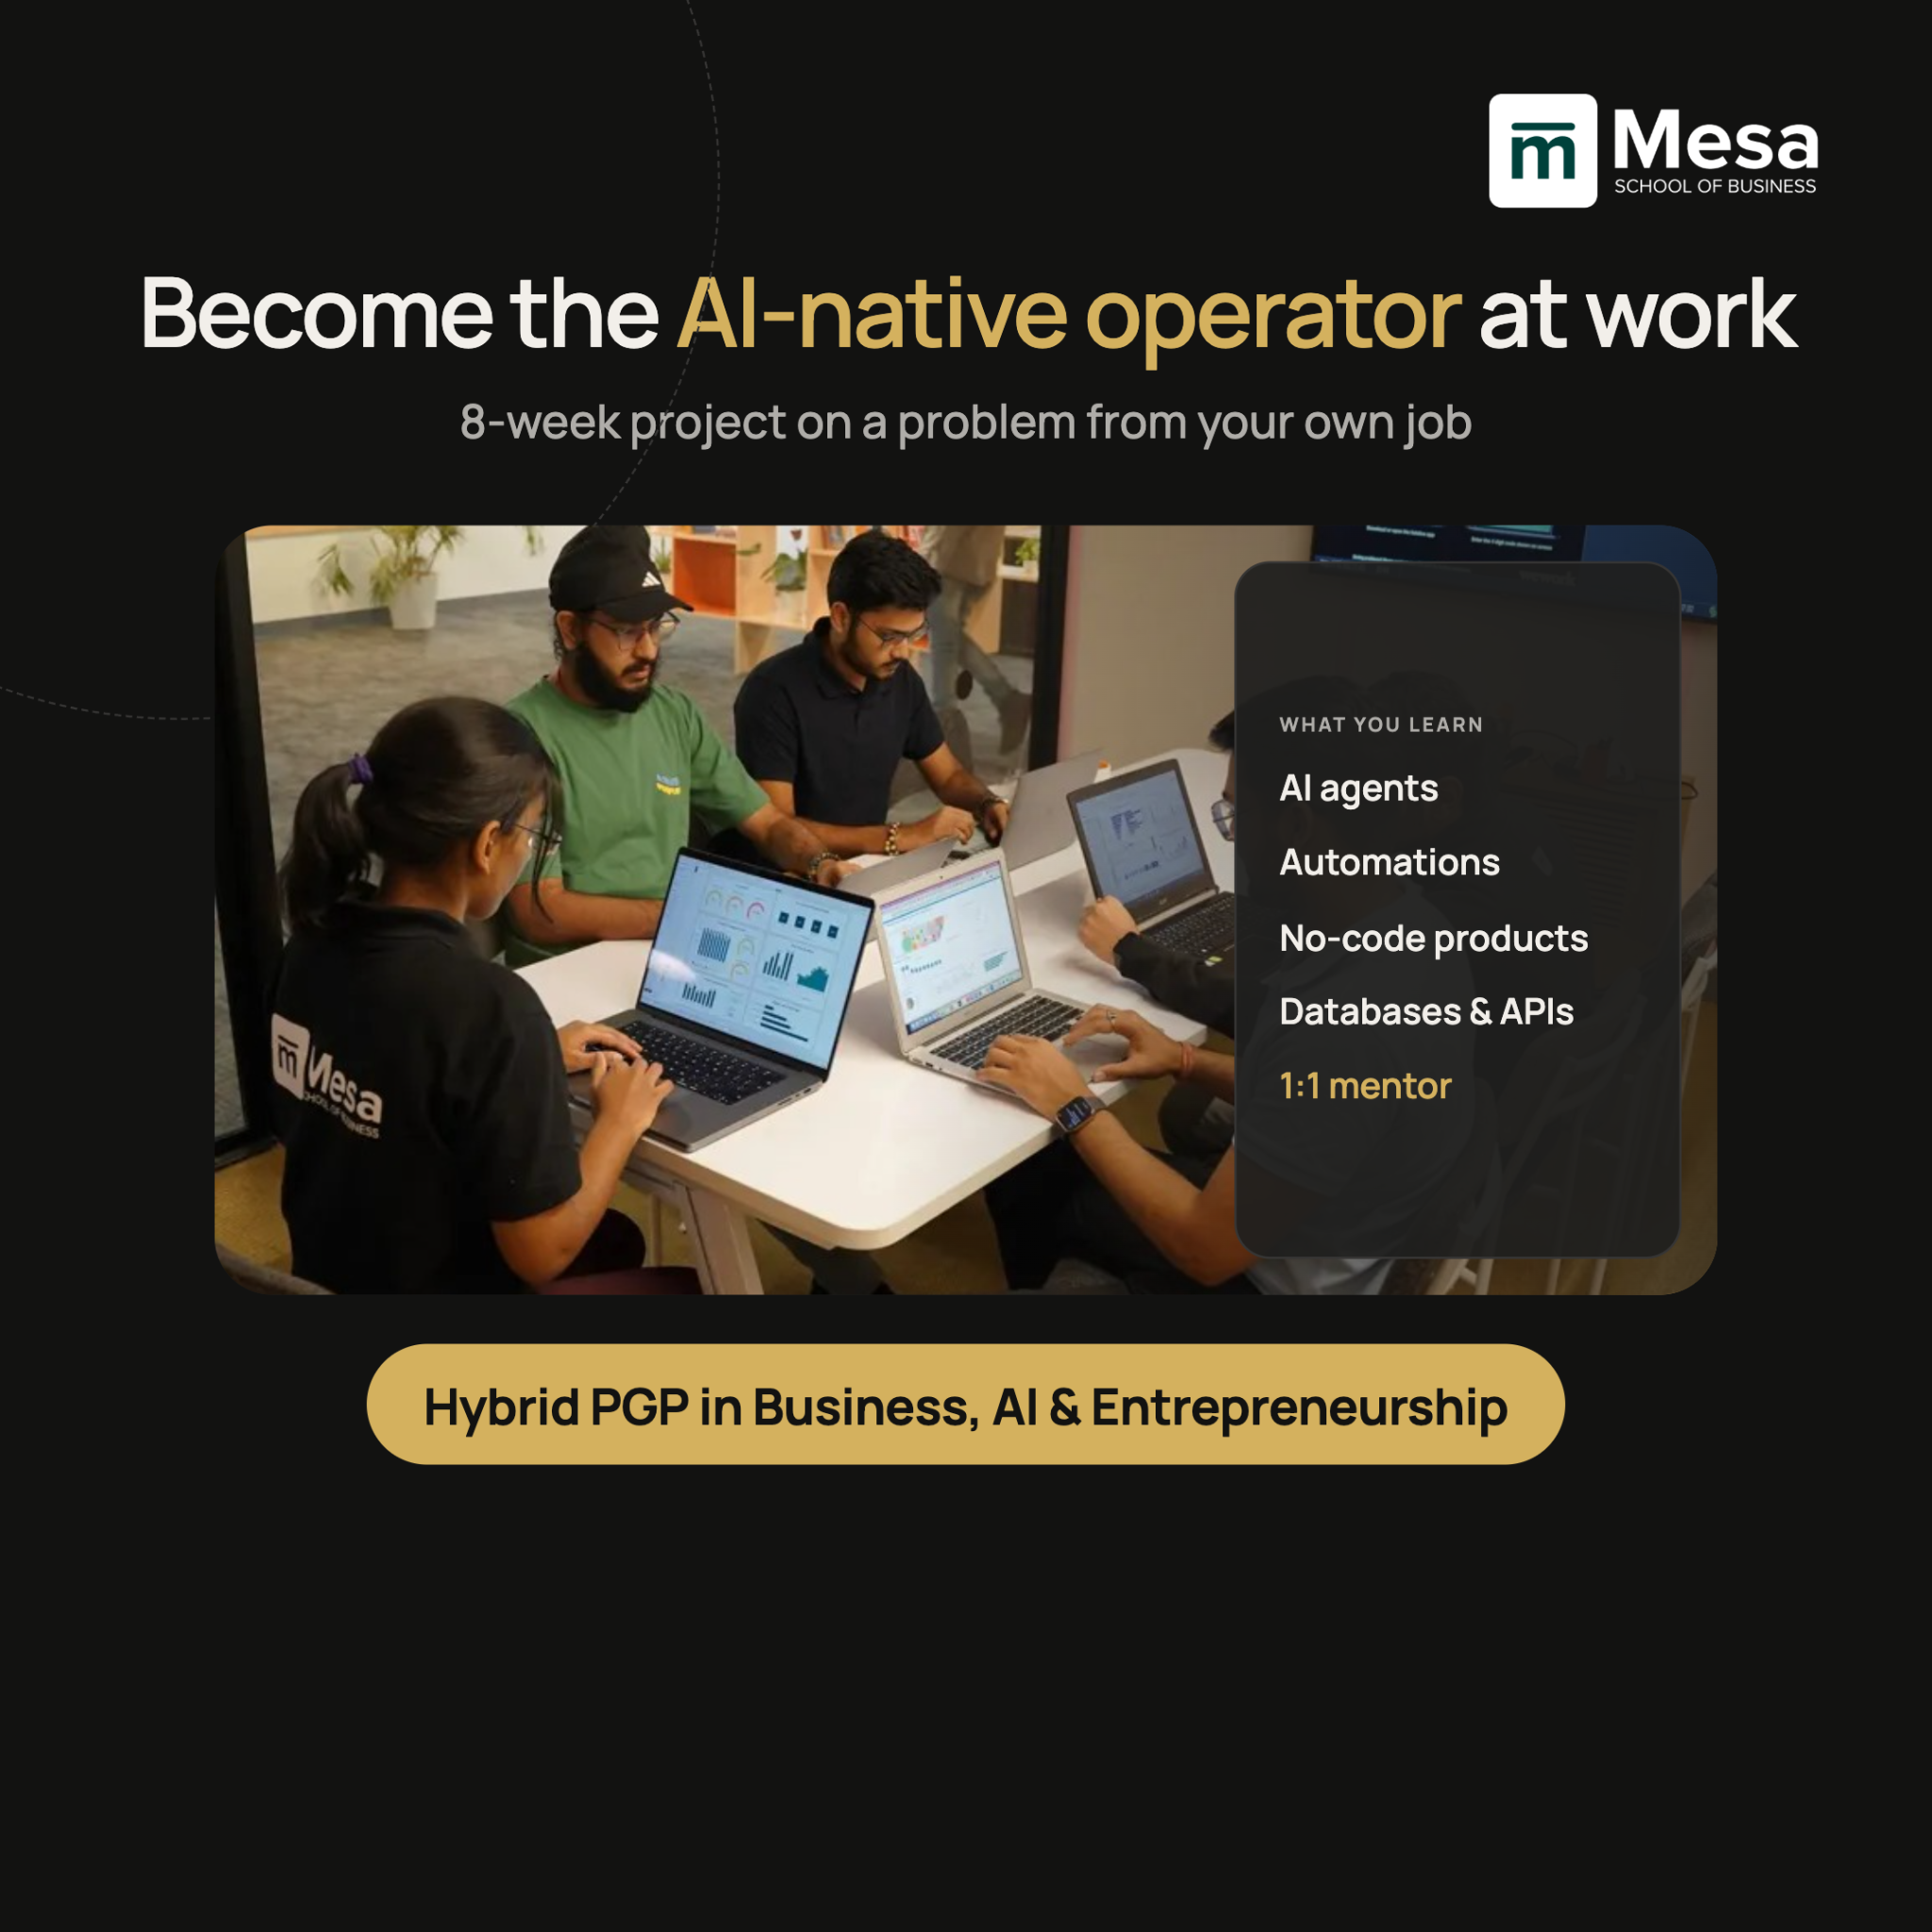 Mesa
SCHOOL OF BUSINESS
Become the AI-native operator at work
8-week project on a problem from your own job
WHAT YOU LEARN
AI agents
Automations
No-code products
Databases & APIs
1:1 mentor
Mesa
Hybrid PGP in Business, AI & Entrepreneurship